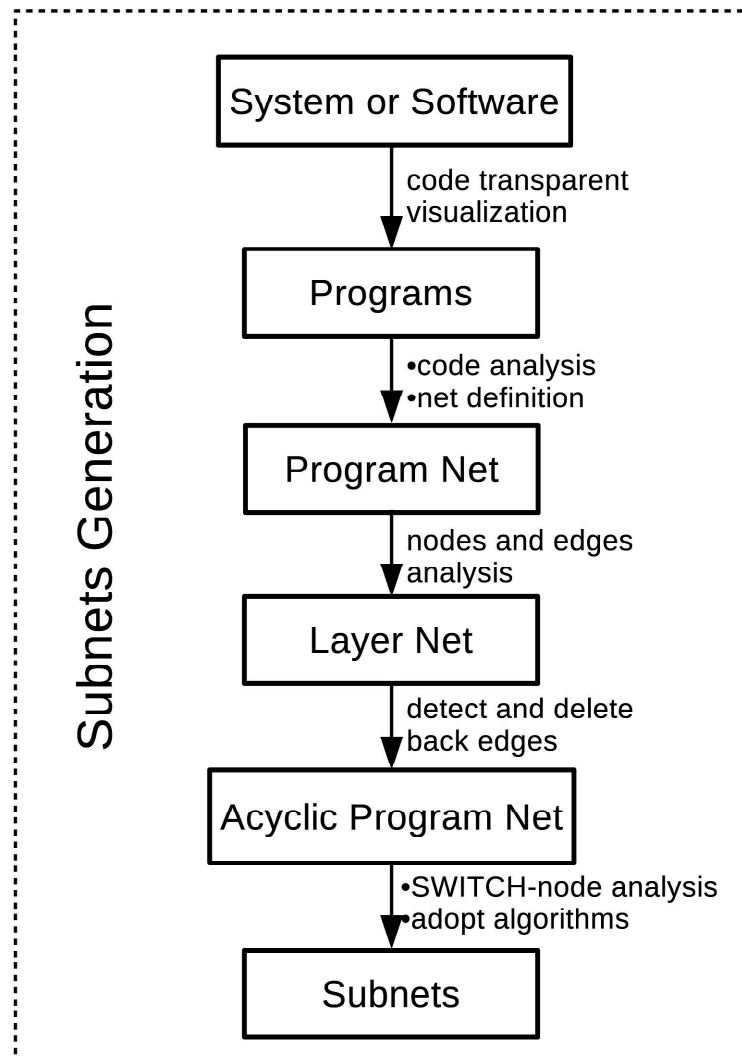 Subnets Generation
System or Software
code transparent
visualization
Programs
•code analysis
•net definition
Program Net
nodes and edges
analysis
Layer Net
detect and delete
back edges
Acyclic Program Net
•SWITCH-node analysis
•adopt algorithms
Subnets